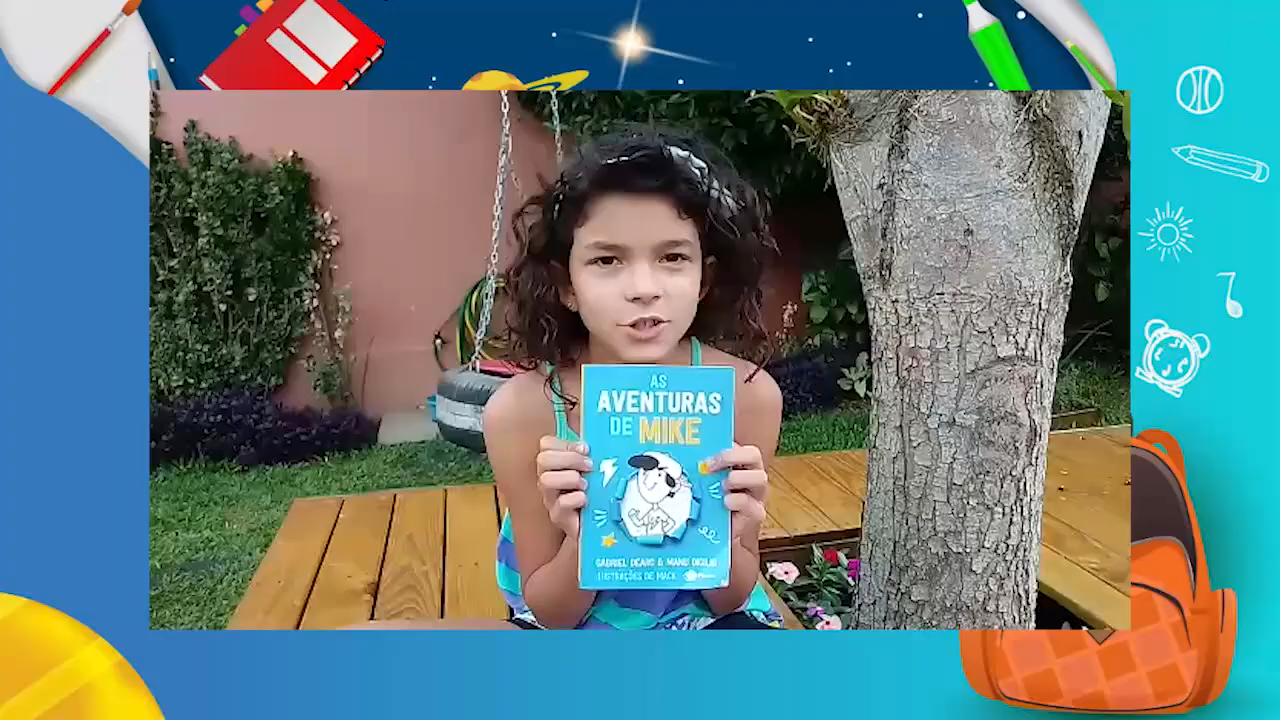 AS
AVENTURAS
DE MIKE
GABRIEL DEARO & MANU DIGILIO
ILUSTRAÇÕES DE MACK